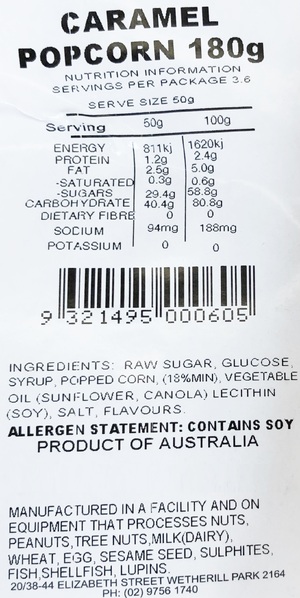 CARAMEL
POPCORN 180g
NUTRITION INFORMATION
SERVINGS PER PACKAGE 3.6
SERVE SIZE 50g
Serving 50g 100g
ENERGY 811kj 1620kj
PROTEIN 1.2g 2.4g
FAT 2.5g 5.0g
-SATURATED 0.3g 0.6g
-SUGARS 29.4g 58.8g
CARBOHYDRATE 40.4g 80.8g
DIETARY FIBRE 0 0
SODIUM 94mg 188mg
POTASSIUM 0 0
9 321495 000605
INGREDIENTS: RAW SUGAR, GLUCOSE,
SYRUP, POPPED CORN, (18%MIN), VEGETABLE
OIL (SUNFLOWER, CANOLA) LECITHIN
(SOY), SALT, FLAVOURS.
ALLERGEN STATEMENT: CONTAINS SOY
PRODUCT OF AUSTRALIA
MANUFACTURED IN A FACILITY AND ON
EQUIPMENT THAT PROCESSES NUTS,
PEANUTS,TREE NUTS,MILK(DAIRY),
WHEAT, EGG, SESAME SEED, SULPHITES,
FISH,SHELLFISH, LUPINS.
20/38-44 ELIZABETH STREET WETHERILL PARK 2164
PH: (02) 9756 1740